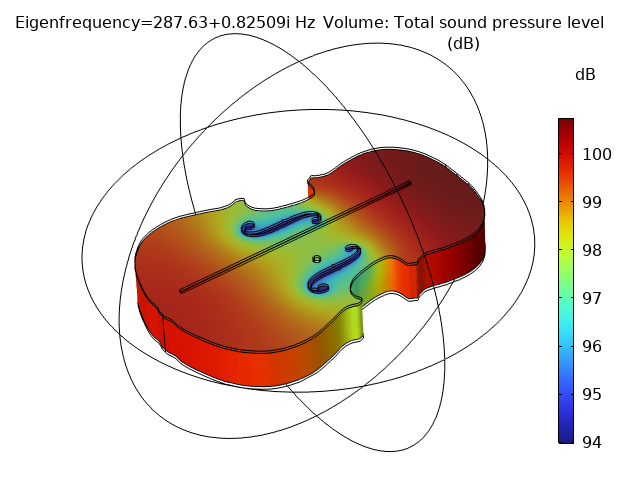 Eigenfrequency=287.63+0.82509i Hz Volume: Total sound pressure level
(dB)
dB
100
99
98
97
96
95
94